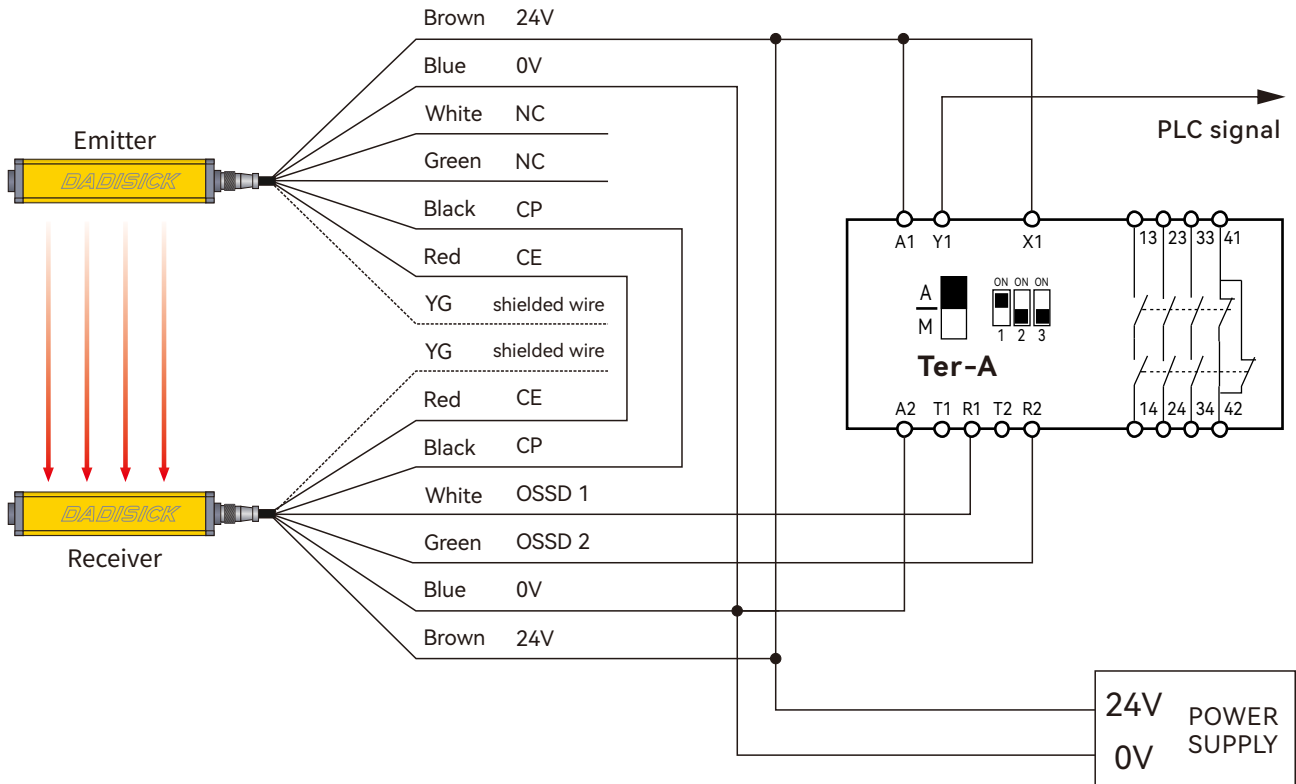 Brown 24V
Blue 0V
White NC
Green NC
Black CP
Red CE
YG shielded wire
YG shielded wire
Red CE
Black CP
White OSSD 1
Green OSSD 2
Blue 0V
Brown 24V
Emitter
DADISICK
DADISICK
Receiver
PLC signal
A1 Y1 X1 13 23 33 41
A
M
ON ON ON
1 2 3
Ter-A
A2 T1 R1 T2 R2 14 24 34 42
24V
0V
POWER
SUPPLY